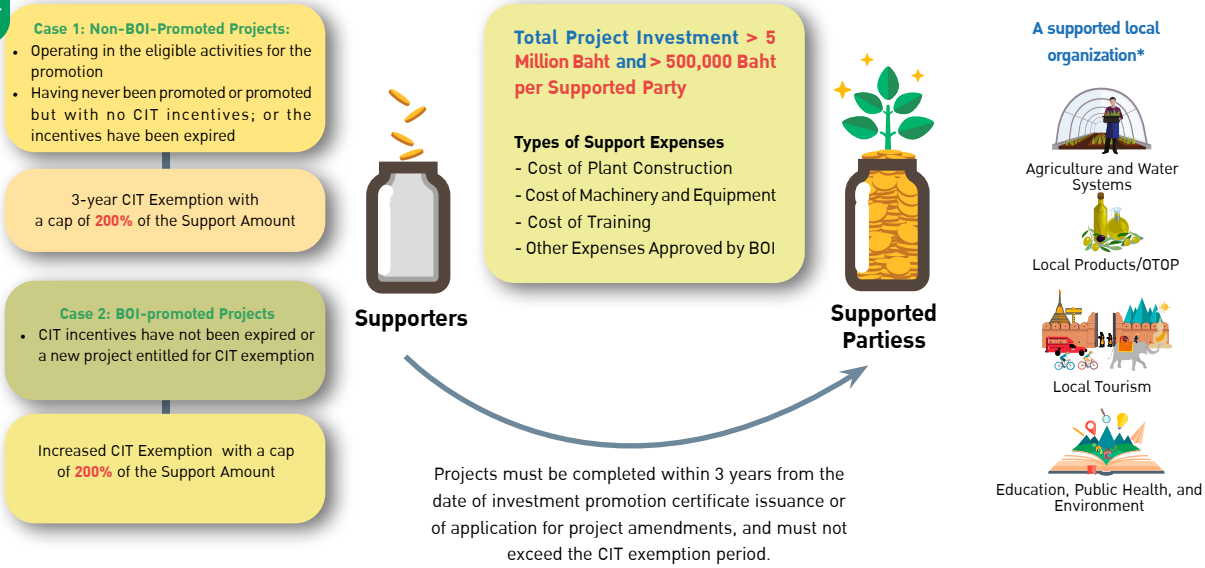 Case 1: Non-BOI-Promoted Projects:
• Operating in the eligible activities for the
promotion
• Having never been promoted or promoted
but with no CIT incentives; or the
incentives have been expired
3-year CIT Exemption with
a cap of 200% of the Support Amount
Case 2: BOI-promoted Projects
• CIT incentives have not been expired or
a new project entitled for CIT exemption
Increased CIT Exemption with a cap
of 200% of the Support Amount
Supporters
Total Project Investment > 5
Million Baht and > 500,000 Baht
per Supported Party
Types of Support Expenses
- Cost of Plant Construction
- Cost of Machinery and Equipment
- Cost of Training
- Other Expenses Approved by BOI
Supported
Partiess
Projects must be completed within 3 years from the
date of investment promotion certificate issuance or
of application for project amendments, and must not
exceed the CIT exemption period.
A supported local
organization*
Agriculture and Water
Systems
Local Products/OTOP
Local Tourism
Education, Public Health, and
Environment